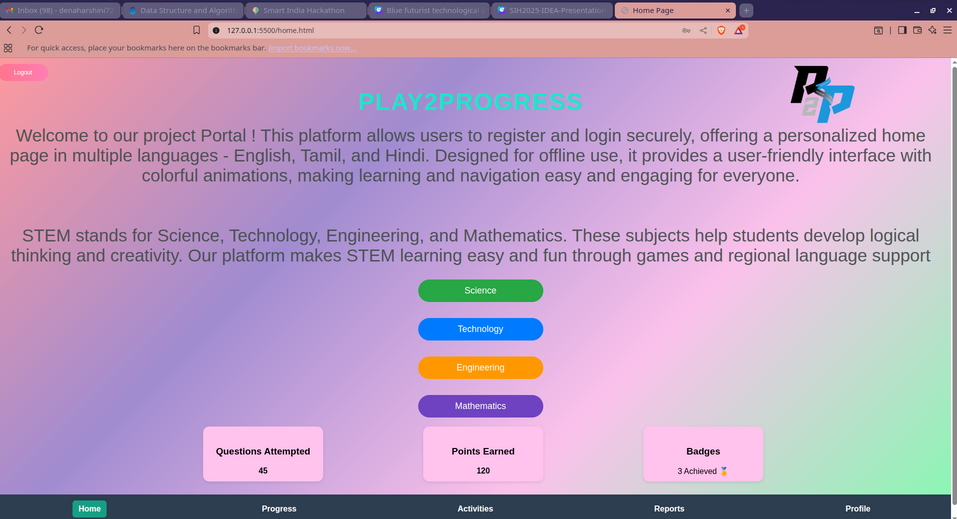 Inbox (98) - denaharshini7
Data Structure and Algorit
Smart India Hackathon
Blue futurist technological
SIH2025-IDEA-Presentation
Home Page
127.0.0.1:5500/home.html
For quick access, place your bookmarks here on the bookmarks bar. Import bookmarks now...
Logout
PLAY2PROGRESS
P2P
Welcome to our project Portal ! This platform allows users to register and login securely, offering a personalized home
page in multiple languages - English, Tamil, and Hindi. Designed for offline use, it provides a user-friendly interface with
colorful animations, making learning and navigation easy and engaging for everyone.
STEM stands for Science, Technology, Engineering, and Mathematics. These subjects help students develop logical
thinking and creativity. Our platform makes STEM learning easy and fun through games and regional language support
Science
Technology
Engineering
Mathematics
Questions Attempted
45
Points Earned
120
Badges
3 Achieved 🏅
Home
Progress
Activities
Reports
Profile